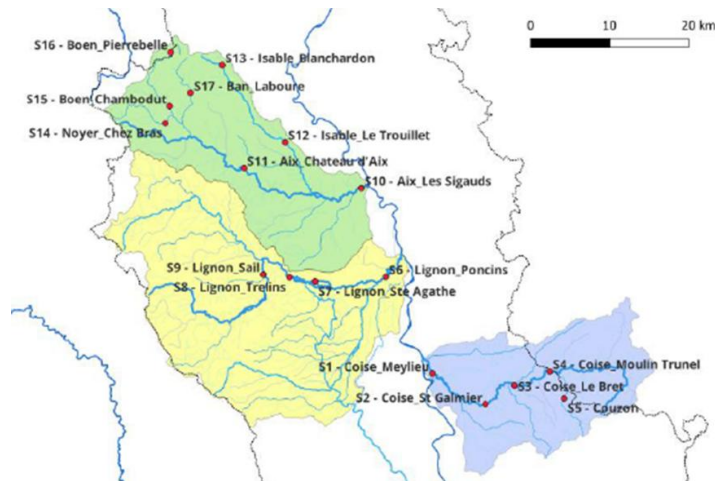 0 10 20 km
S16 - Boen_Pierrebelle
S13 - Isable_Blanchardon
S17 - Ban_Laboure
S15 - Boen_Chambodut
S14 - Noyer_Chez Bras
S12 - Isable_Le Trouillet
S11 - Aix_Chateau d'Aix
S10 - Aix_Les Sigauds
S9 - Lignon_Sail
S6 - Lignon_Poncins
S8 - Lignon_Trelins
S7 - Lignon_Ste Agathe
S1 - Coise_Meylieu
S4 - Coise_Moulin Trunel
S3 - Coise_Le Bret
S2 - Coise_St Galmier
S5 - Couzon